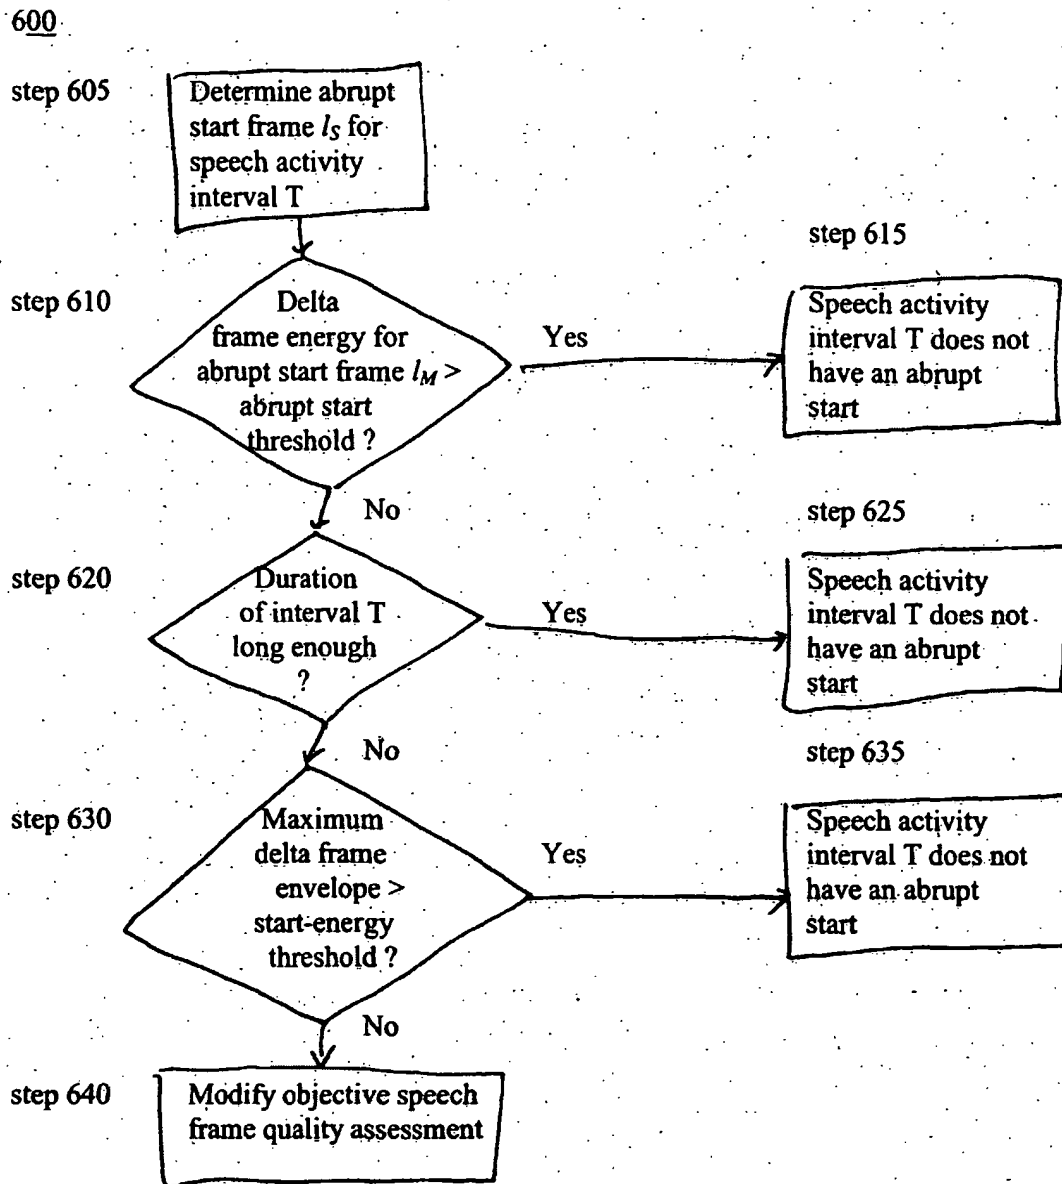 600
step 605
Determine abrupt
start frame lS for
speech activity
interval T
step 610
Delta
frame energy for
abrupt start frame lM >
abrupt start
threshold ?
Yes
step 615
Speech activity
interval T does not
have an abrupt
start
No
step 620
Duration
of interval T
long enough
?
Yes
step 625
Speech activity
interval T does not
have an abrupt
start
No
step 630
Maximum
delta frame
envelope >
start-energy
threshold ?
Yes
step 635
Speech activity
interval T does not
have an abrupt
start
No
step 640
Modify objective speech
frame quality assessment